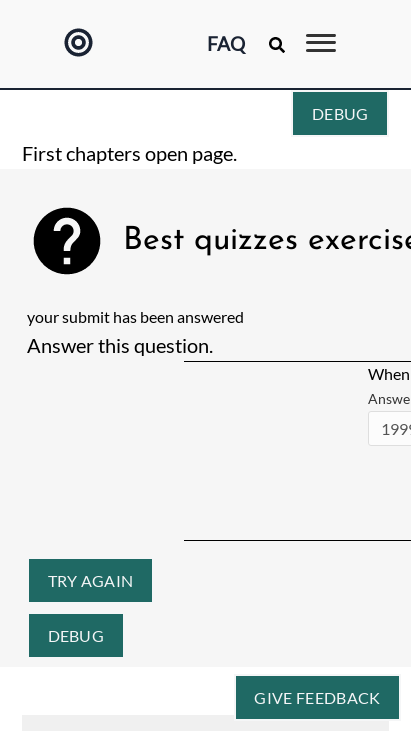 FAQ
DEBUG
First chapters open page.
Best quizzes exercise
your submit has been answered
Answer this question.
When
Answe
1999
TRY AGAIN
DEBUG
GIVE FEEDBACK